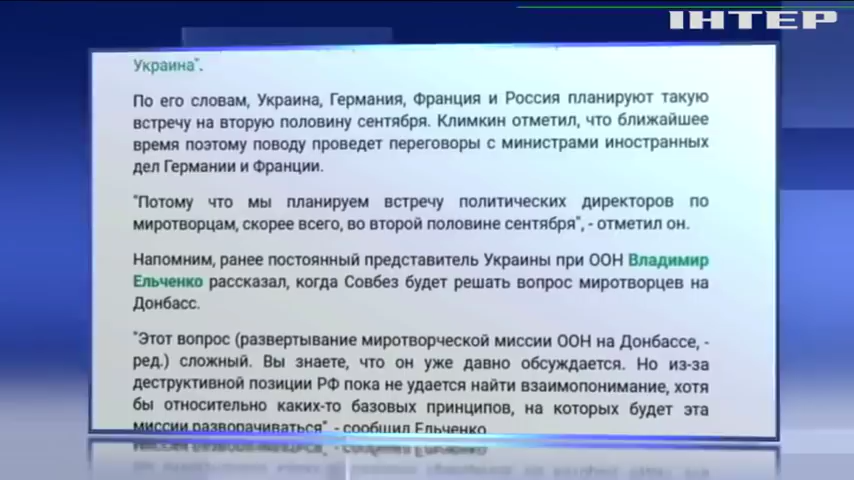 ІНТЕР
Украина".
По его словам, Украина, Германия, Франция и Россия планируют такую
встречу на вторую половину сентября. Климкин отметил, что ближайшее
время поэтому поводу проведет переговоры с министрами иностранных
дел Германии и Франции.
"Потому что мы планируем встречу политических директоров по
миротворцам, скорее всего, во второй половине сентября", - отметил он.
Напомним, ранее постоянный представитель Украины при ООН Владимир
Ельченко рассказал, когда Совбез будет решать вопрос миротворцев на
Донбасс.
"Этот вопрос (развертывание миротворческой миссии ООН на Донбассе, -
ред.) сложный. Вы знаете, что он уже давно обсуждается. Но из-за
деструктивной позиции РФ пока не удается найти взаимопонимание, хотя
бы относительно каких-то базовых принципов, на которых будет эта
миссии разворачиваться", - сообщил Ельченко